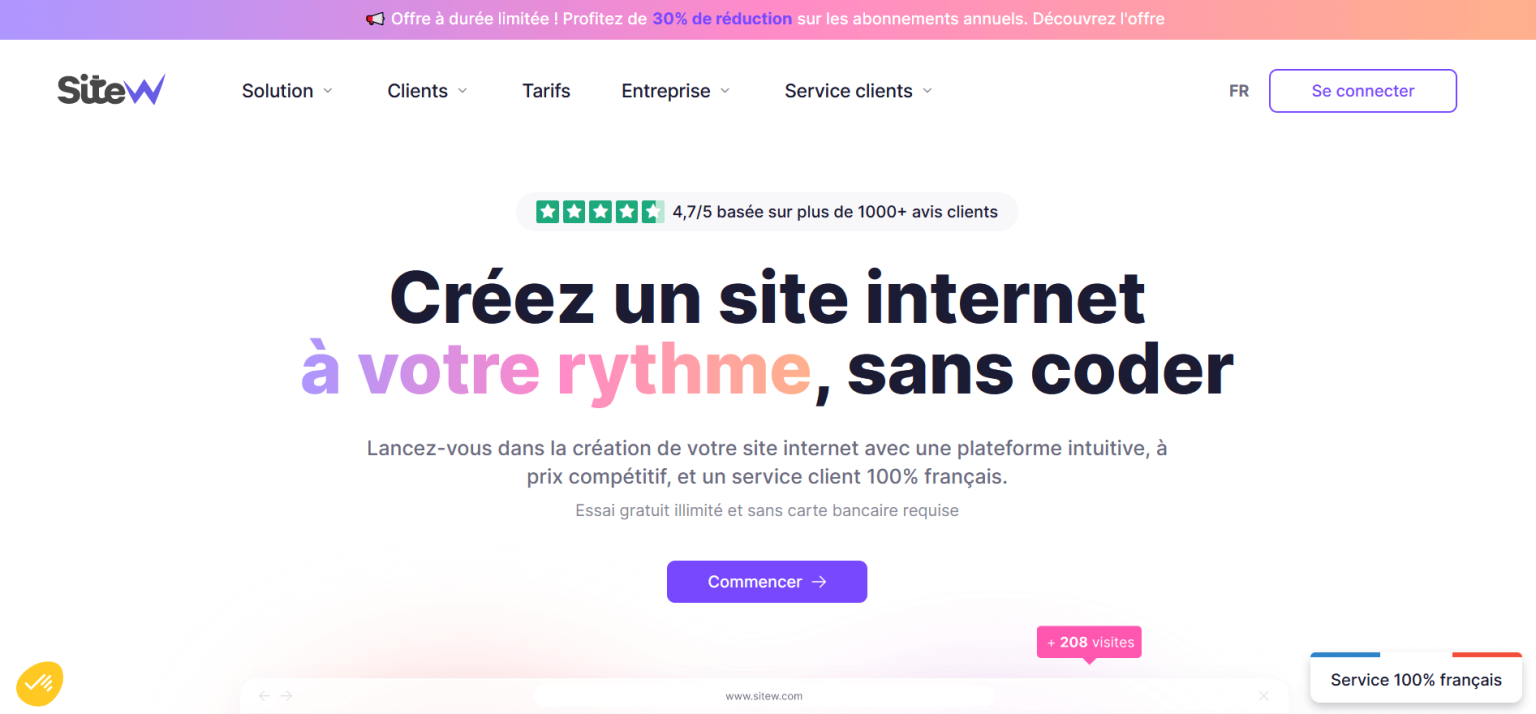 Offre à durée limitée ! Profitez de 30% de réduction sur les abonnements annuels. Découvrez l'offre
SiteW
Solution
Clients
Tarifs
Entreprise
Service clients
FR
Se connecter
4,7/5 basée sur plus de 1000+ avis clients
Créez un site internet
à votre rythme, sans coder
Lancez-vous dans la création de votre site internet avec une plateforme intuitive, à
prix compétitif, et un service client 100% français.
Essai gratuit illimité et sans carte bancaire requise
Commencer
+ 208 visites
www.sitew.com
Service 100% français